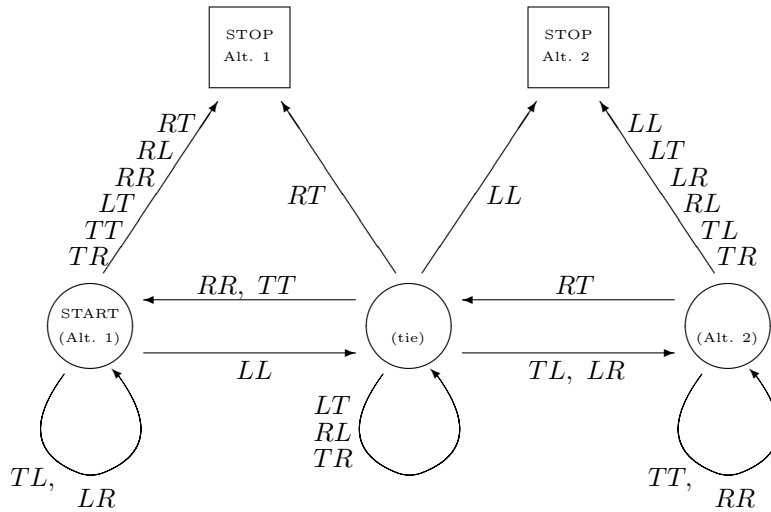 STOP
Alt. 1
STOP
Alt. 2
RT
RL
RR
LT
TT
TR
RT
LL
LL
LT
LR
RL
TL
TR
RR, TT
RT
START
(Alt. 1)
(tie)
(Alt. 2)
LL
TL, LR
LT
RL
TR
TL,
LR
TT,
RR